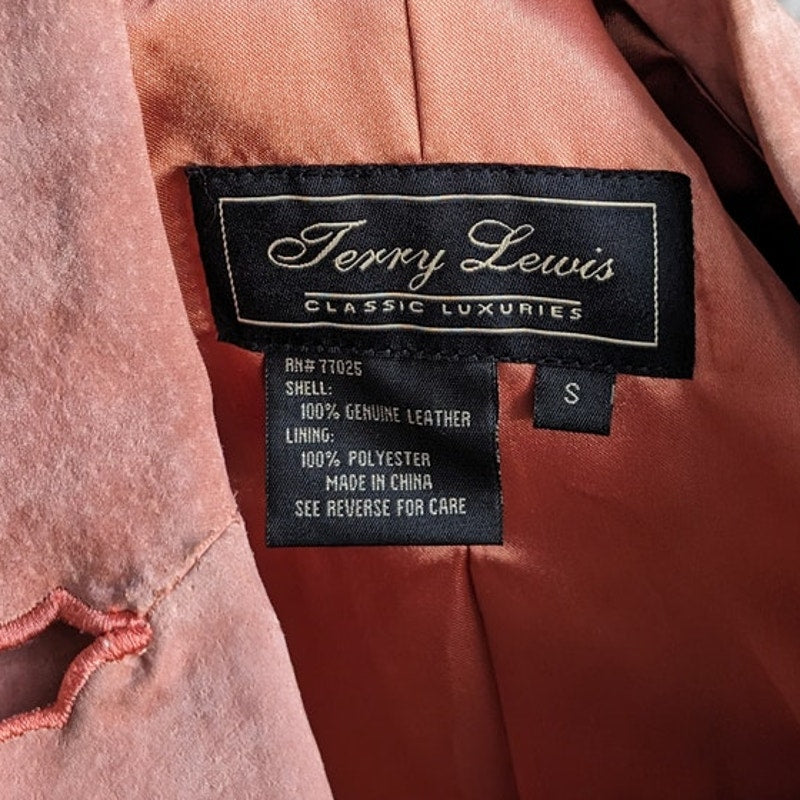 Terry Lewis
CLASSIC LUXURIES
RN# 77025
SHELL:
100% GENUINE LEATHER
LINING:
100% POLYESTER
MADE IN CHINA
SEE REVERSE FOR CARE
S